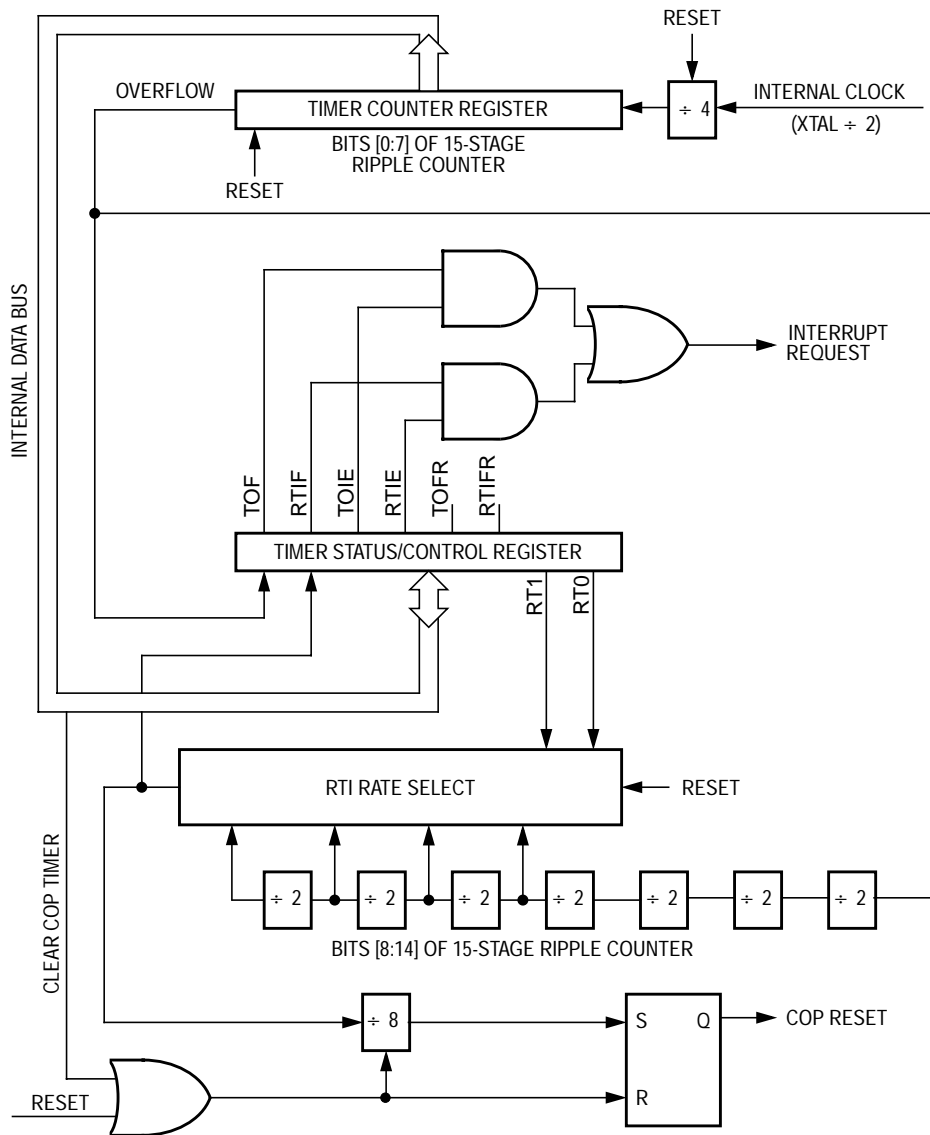 RESET
OVERFLOW
TIMER COUNTER REGISTER
÷ 4
INTERNAL CLOCK
(XTAL ÷ 2)
BITS [0:7] OF 15-STAGE
RIPPLE COUNTER
RESET
INTERNAL DATA BUS
INTERRUPT
REQUEST
TOF
RTIF
TOIE
RTIE
TOFR
RTIFR
TIMER STATUS/CONTROL REGISTER
RT1
RT0
RTI RATE SELECT
RESET
CLEAR COP TIMER
÷ 2
÷ 2
÷ 2
÷ 2
÷ 2
÷ 2
÷ 2
BITS [8:14] OF 15-STAGE RIPPLE COUNTER
÷ 8
S
Q
COP RESET
R
RESET